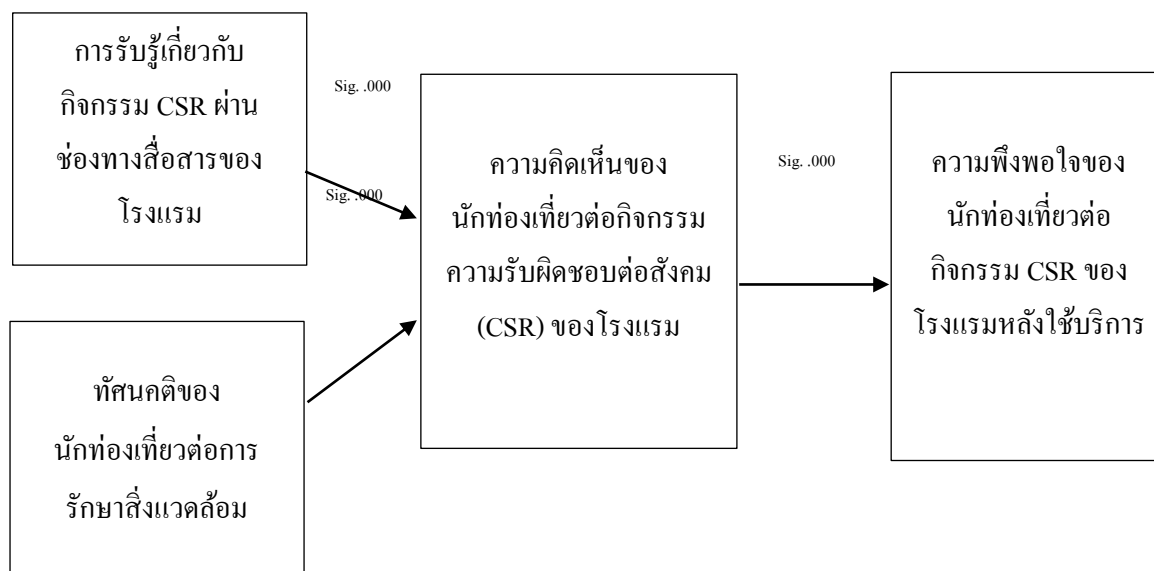 การรับรู้เกี่ยวกับ
กิจกรรม CSR ผ่าน
ช่องทางสื่อสารของ
โรงแรม
Sig. .000
Sig. .000
ทัศนคติของ
นักท่องเที่ยวต่อการ
รักษาสิ่งแวดล้อม
ความคิดเห็นของ
นักท่องเที่ยวต่อกิจกรรม
ความรับผิดชอบต่อสังคม
(CSR) ของโรงแรม
Sig. .000
ความพึงพอใจของ
นักท่องเที่ยวต่อ
กิจกรรม CSR ของ
โรงแรมหลังใช้บริการ